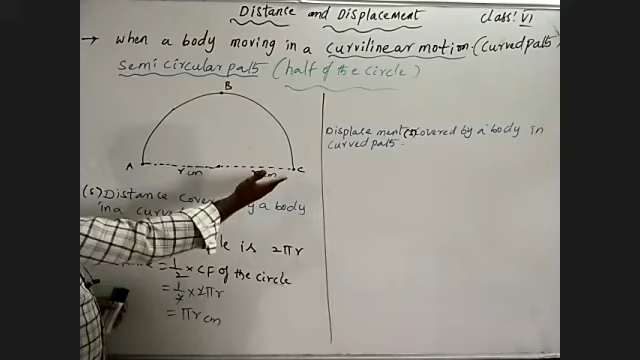 Distance and Displacement
class: VI
→ when a body moving in a curvilinear motion (curved path)
semi circular path (half of the circle)
B
A
r cm
cm
C
Displacement (S) covered by a body in
curved path.
(S) Distance cove y a body
in a curv
le is 2πr
= 1/2 × CF of the circle
= 1/2 × 2πr
= πr cm